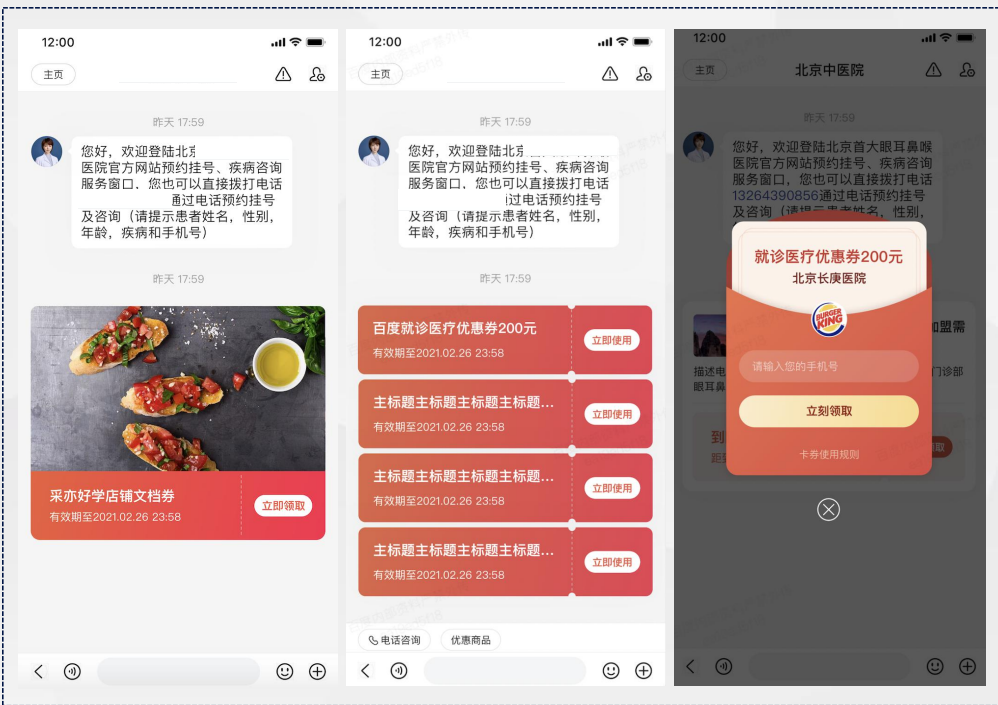 12:00
主页
昨天 17:59
您好，欢迎登陆北京
医院官方网站预约挂号、疾病咨询
服务窗口．您也可以直接拨打电话
通过电话预约挂号
及咨询（请提示患者姓名，性别，
年龄，疾病和手机号）
昨天 17:59
采亦好学店铺文档券
有效期至2021.02.26 23:58
立即领取
12:00
主页
昨天 17:59
您好，欢迎登陆北京
医院官方网站预约挂号、疾病咨询
服务窗口，您也可以直接拨打电话
通过电话预约挂号
及咨询（请提示患者姓名，性别，
年龄，疾病和手机号）
昨天 17:59
百度就诊医疗优惠券200元
有效期至2021.02.26 23:58
立即使用
主标题主标题主标题主标题...
有效期至2021.02.26 23:58
立即使用
主标题主标题主标题主标题...
有效期至2021.02.26 23:58
立即使用
主标题主标题主标题主标题...
有效期至2021.02.26 23:58
立即使用
电话咨询
优惠商品
12:00
主页
北京中医院
昨天 17:59
您好，欢迎登陆北京首大眼耳鼻喉
医院官方网站预约挂号、疾病咨询
服务窗口，您也可以直接拨打电话
13264390856通过电话预约挂号
及咨询（请提示患者姓名，性别，
就诊医疗优惠券200元
北京长庚医院
BURGER
KING
加盟需
请输入您的手机号
描述电
门诊部
眼耳鼻
立刻领取
到
距
取
卡券使用规则